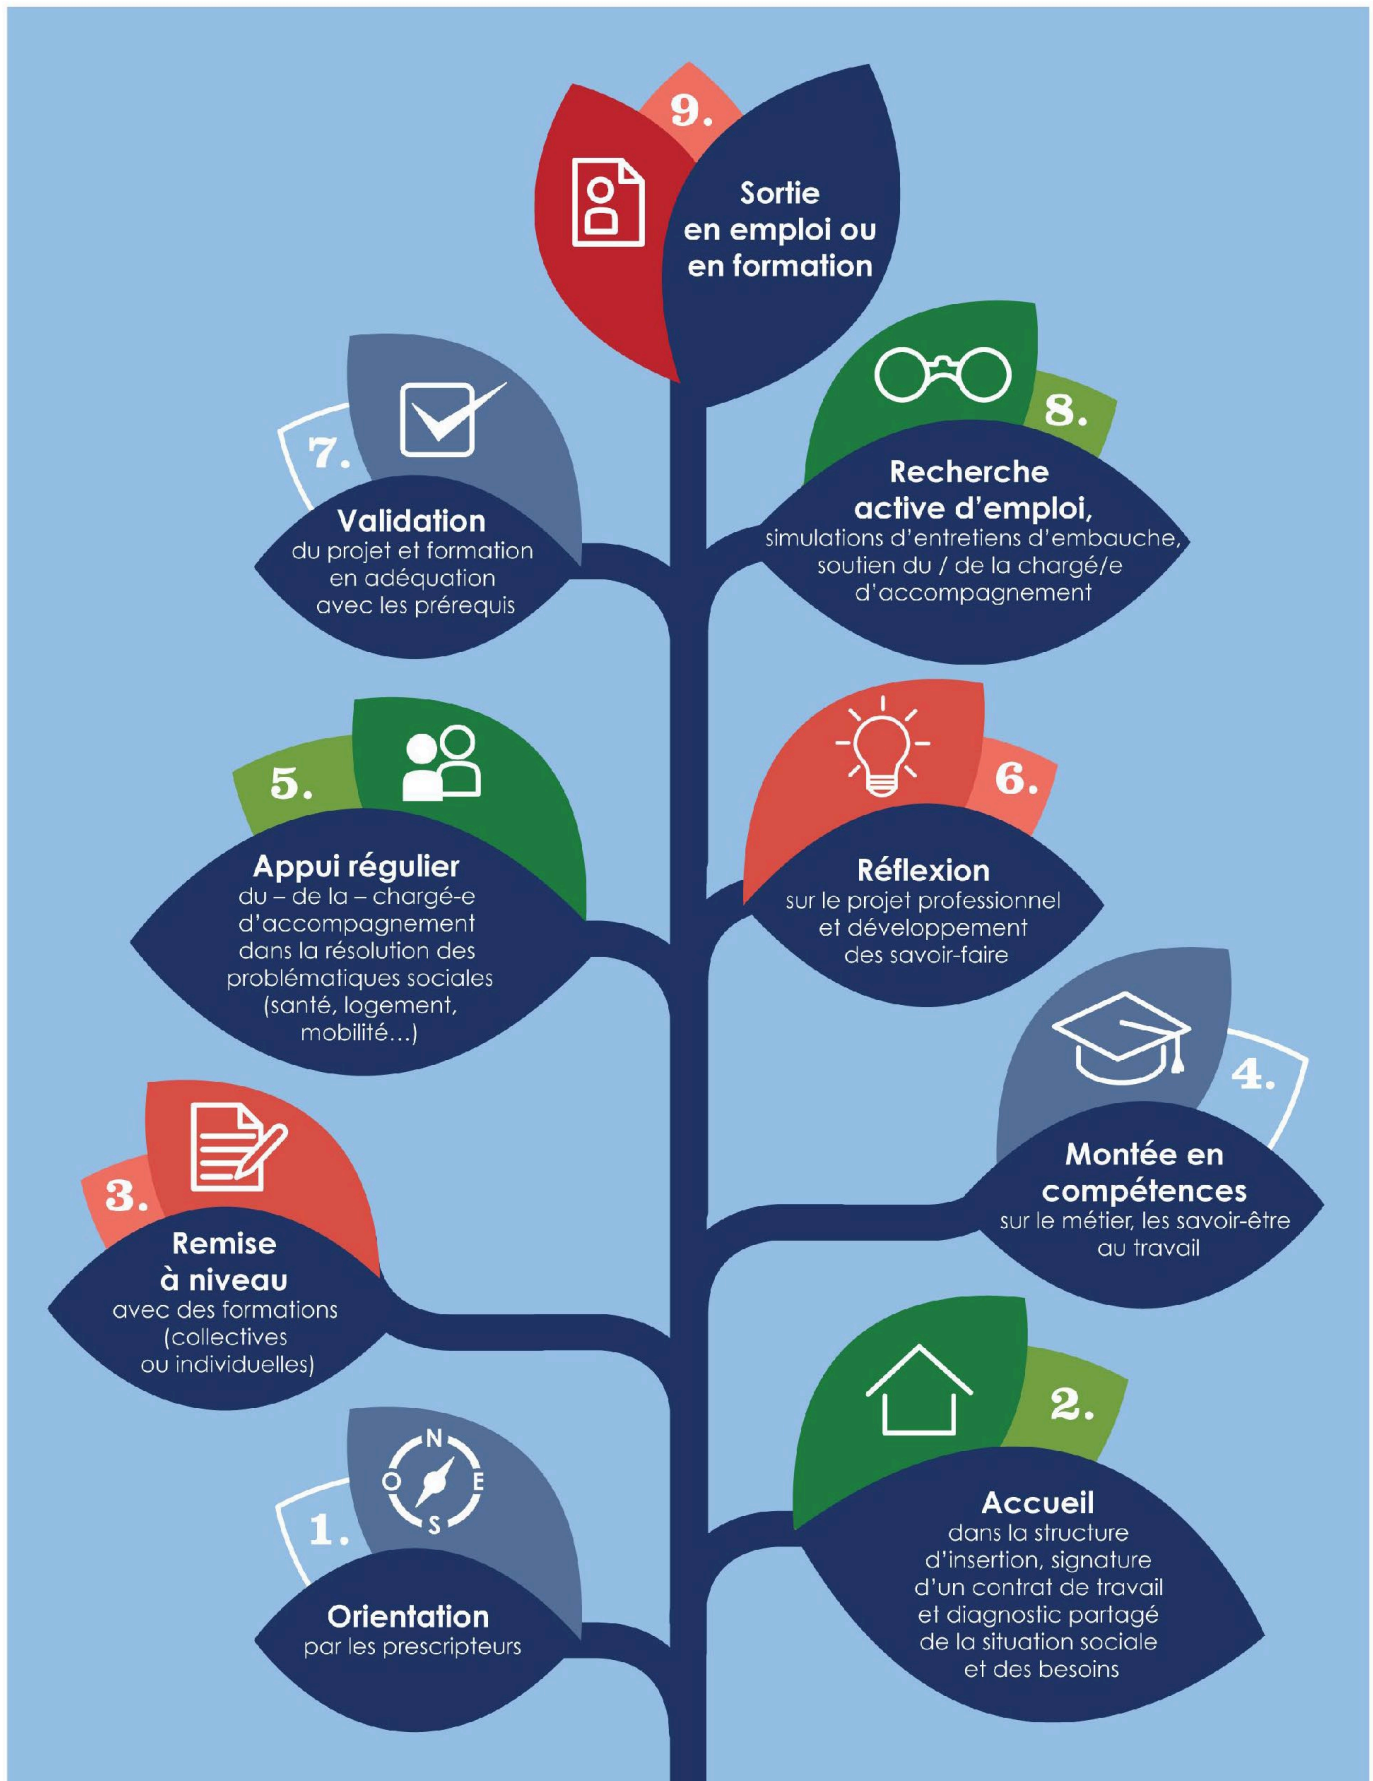 9.
Sortie
en emploi ou
en formation
8.
Recherche
active d'emploi,
simulations d'entretiens d'embauche,
soutien du / de la chargé/e
d'accompagnement
7.
Validation
du projet et formation
en adéquation
avec les prérequis
6.
Réflexion
sur le projet professionnel
et développement
des savoir-faire
5.
Appui régulier
du – de la – chargé-e
d'accompagnement
dans la résolution des
problématiques sociales
(santé, logement,
mobilité...)
4.
Montée en
compétences
sur le métier, les savoir-être
au travail
3.
Remise
à niveau
avec des formations
(collectives
ou individuelles)
2.
Accueil
dans la structure
d'insertion, signature
d'un contrat de travail
et diagnostic partagé
de la situation sociale
et des besoins
1.
N
O E
S
Orientation
par les prescripteurs